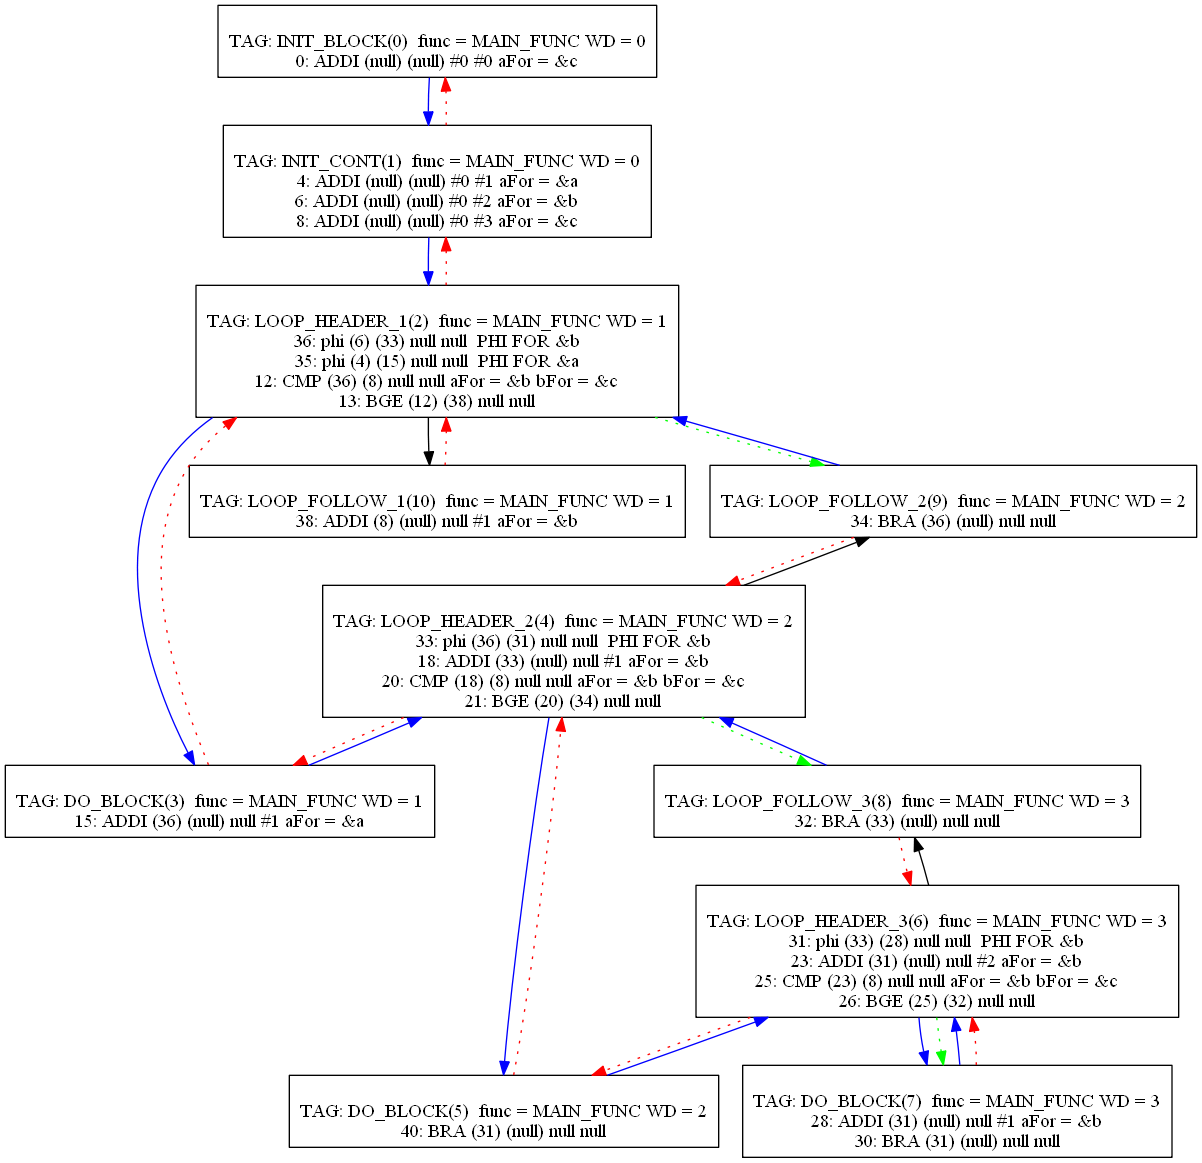 TAG: INIT_BLOCK(0)  func = MAIN_FUNC WD = 0
0: ADDI (null) (null) #0 #0 aFor = &c
TAG: INIT_CONT(1)  func = MAIN_FUNC WD = 0
4: ADDI (null) (null) #0 #1 aFor = &a
6: ADDI (null) (null) #0 #2 aFor = &b
8: ADDI (null) (null) #0 #3 aFor = &c
TAG: LOOP_HEADER_1(2)  func = MAIN_FUNC WD = 1
36: phi (6) (33) null null  PHI FOR &b
35: phi (4) (15) null null  PHI FOR &a
12: CMP (36) (8) null null aFor = &b bFor = &c
13: BGE (12) (38) null null
TAG: LOOP_FOLLOW_1(10)  func = MAIN_FUNC WD = 1
38: ADDI (8) (null) null #1 aFor = &b
TAG: LOOP_FOLLOW_2(9)  func = MAIN_FUNC WD = 2
34: BRA (36) (null) null null
TAG: LOOP_HEADER_2(4)  func = MAIN_FUNC WD = 2
33: phi (36) (31) null null  PHI FOR &b
18: ADDI (33) (null) null #1 aFor = &b
20: CMP (18) (8) null null aFor = &b bFor = &c
21: BGE (20) (34) null null
TAG: DO_BLOCK(3)  func = MAIN_FUNC WD = 1
15: ADDI (36) (null) null #1 aFor = &a
TAG: LOOP_FOLLOW_3(8)  func = MAIN_FUNC WD = 3
32: BRA (33) (null) null null
TAG: LOOP_HEADER_3(6)  func = MAIN_FUNC WD = 3
31: phi (33) (28) null null  PHI FOR &b
23: ADDI (31) (null) null #2 aFor = &b
25: CMP (23) (8) null null aFor = &b bFor = &c
26: BGE (25) (32) null null
TAG: DO_BLOCK(5)  func = MAIN_FUNC WD = 2
40: BRA (31) (null) null null
TAG: DO_BLOCK(7)  func = MAIN_FUNC WD = 3
28: ADDI (31) (null) null #1 aFor = &b
30: BRA (31) (null) null null